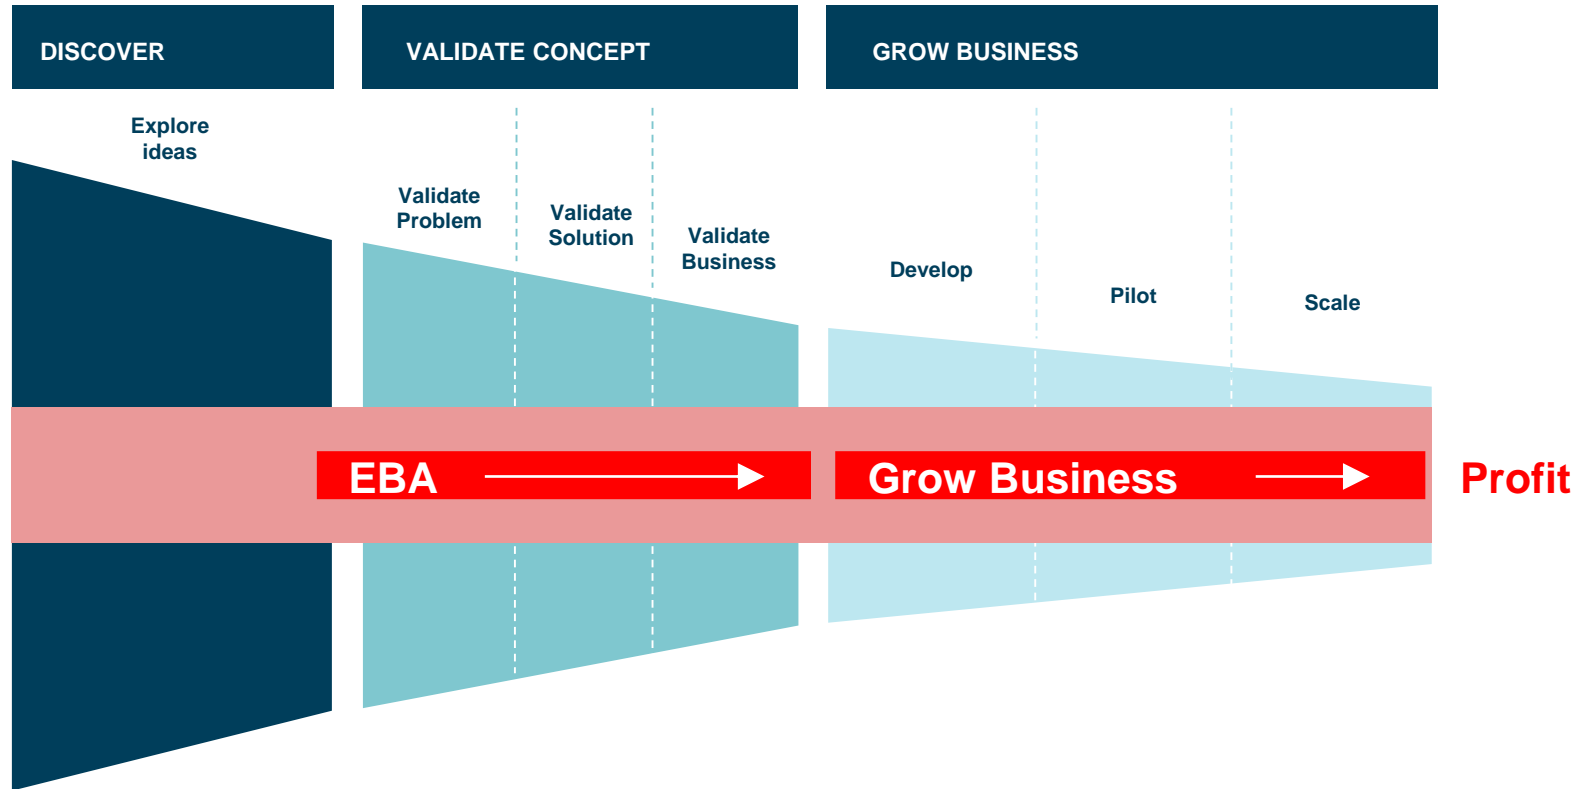 DISCOVER
VALIDATE CONCEPT
GROW BUSINESS
Explore
ideas
Validate
Problem
Validate
Solution
Validate
Business
Develop
Pilot
Scale
EBA
Grow Business
Profit